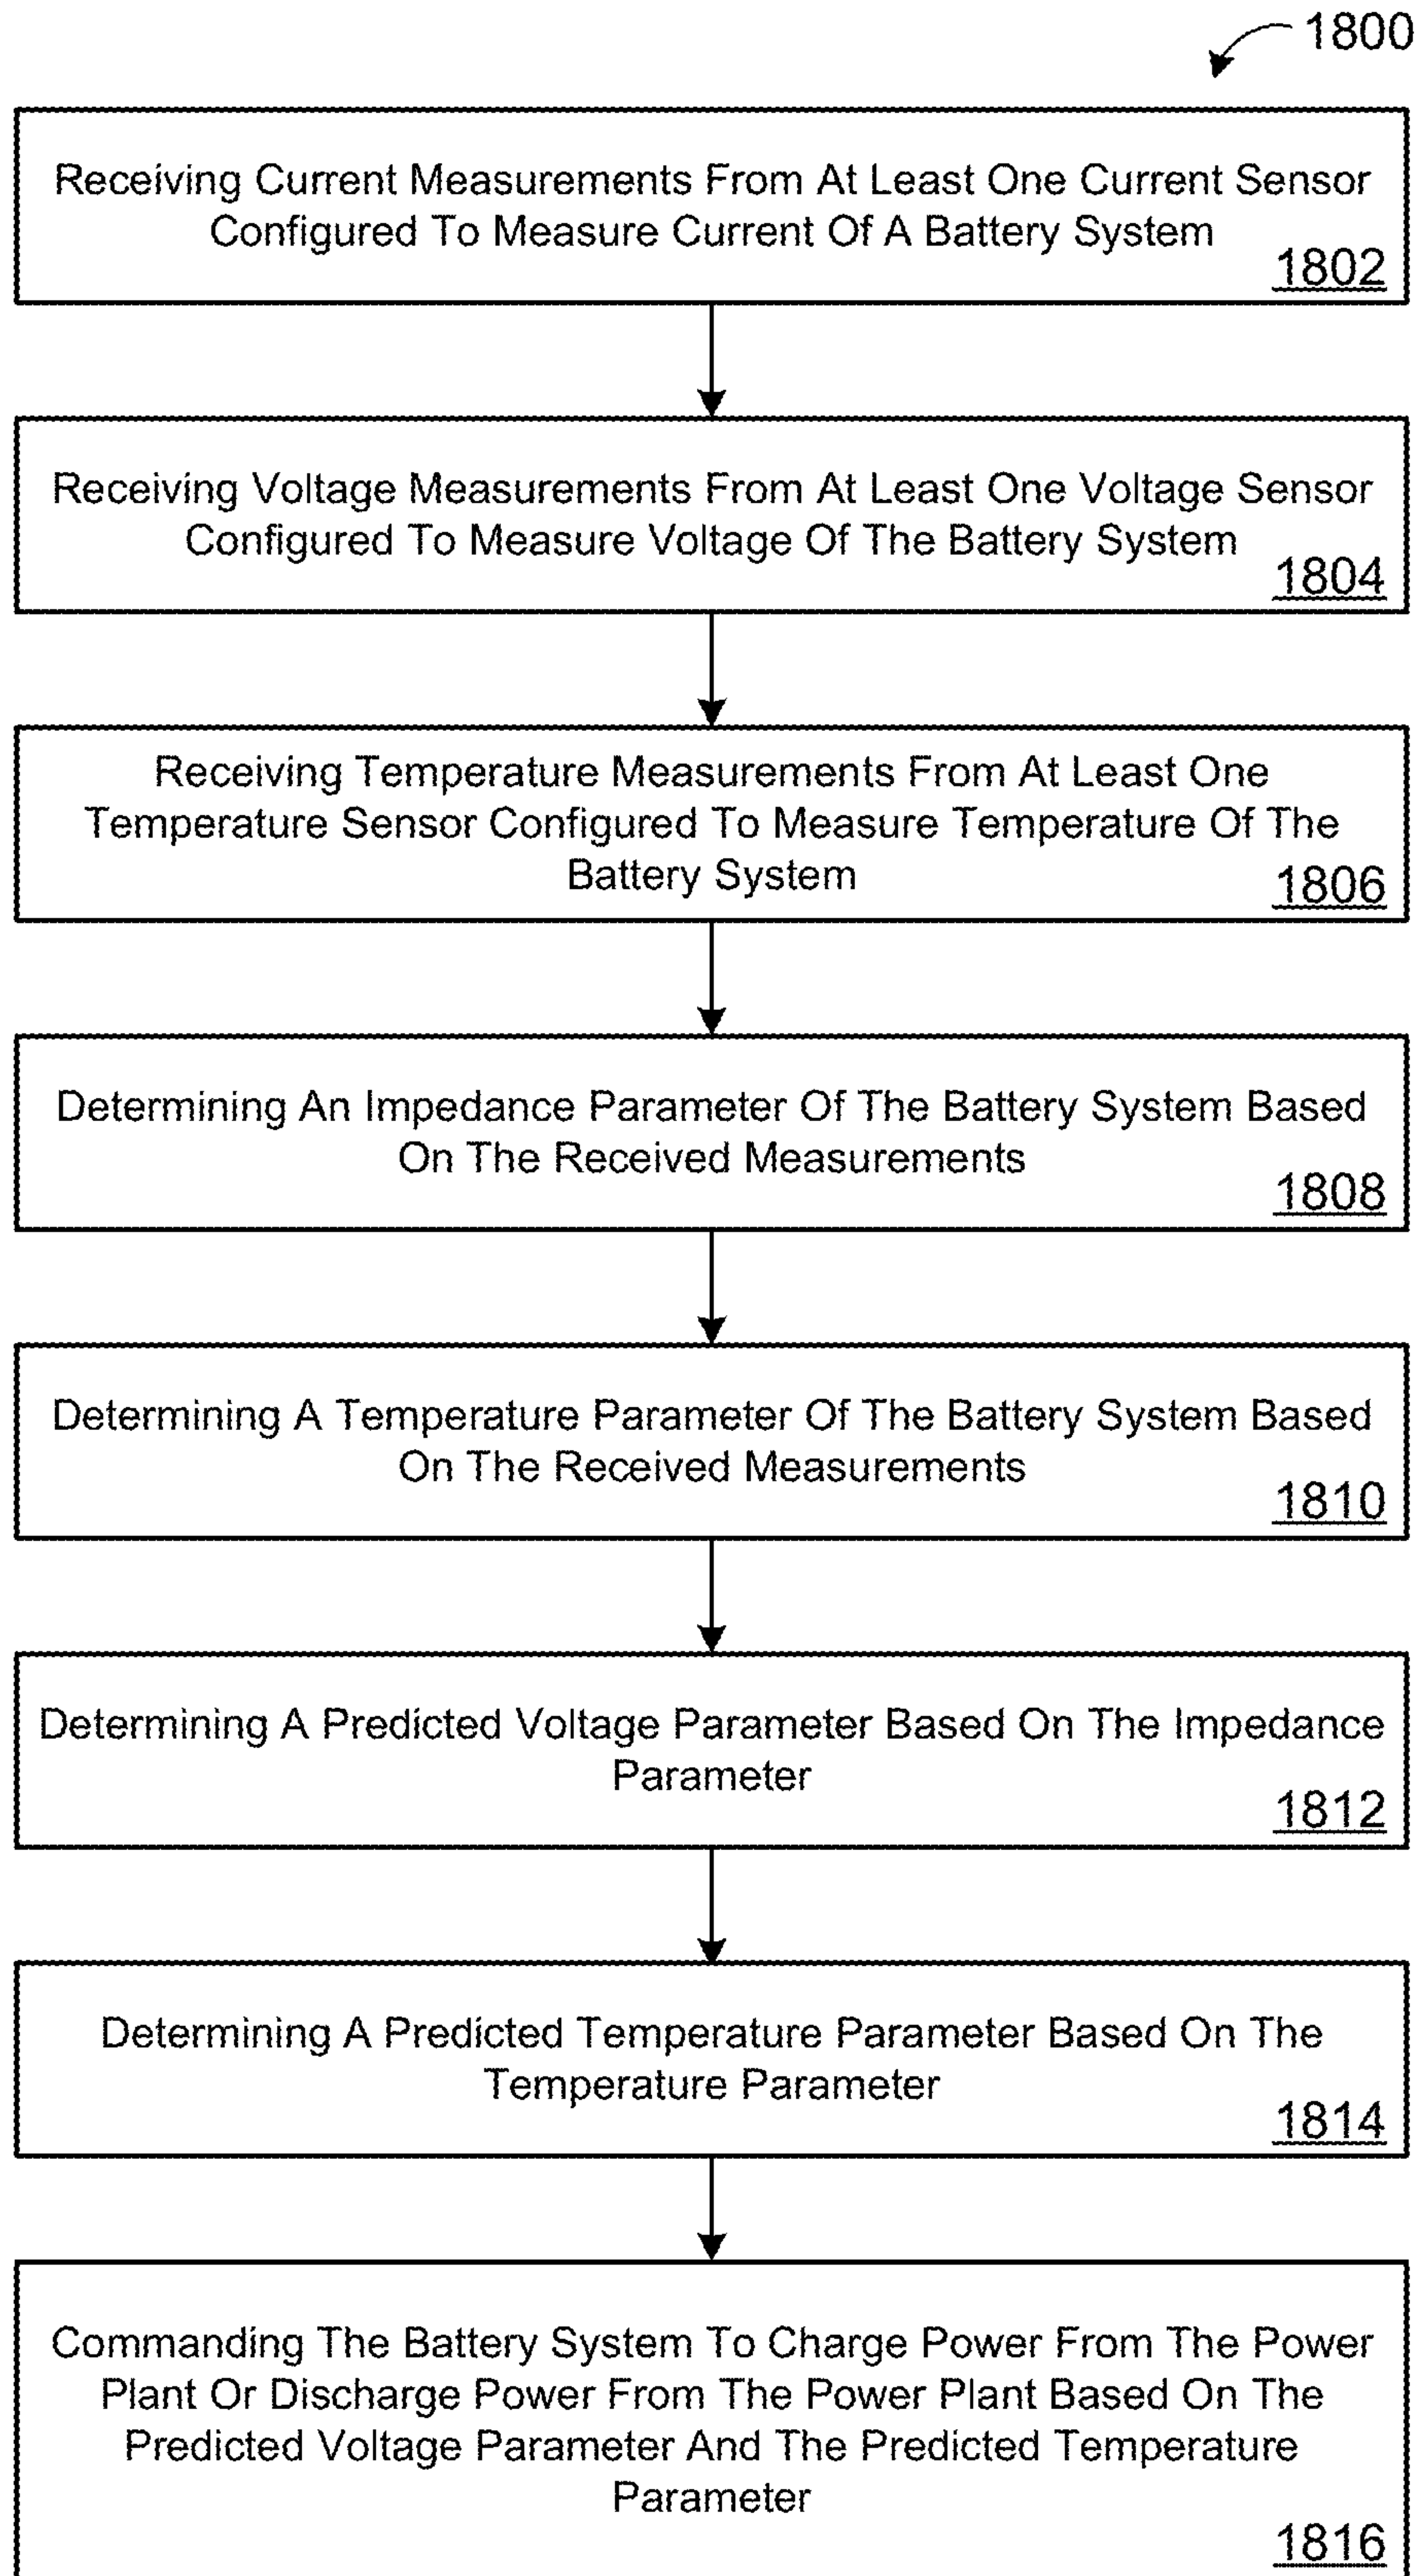 1800
Receiving Current Measurements From At Least One Current Sensor
Configured To Measure Current Of A Battery System
1802
Receiving Voltage Measurements From At Least One Voltage Sensor
Configured To Measure Voltage Of The Battery System
1804
Receiving Temperature Measurements From At Least One
Temperature Sensor Configured To Measure Temperature Of The
Battery System
1806
Determining An Impedance Parameter Of The Battery System Based
On The Received Measurements
1808
Determining A Temperature Parameter Of The Battery System Based
On The Received Measurements
1810
Determining A Predicted Voltage Parameter Based On The Impedance
Parameter
1812
Determining A Predicted Temperature Parameter Based On The
Temperature Parameter
1814
Commanding The Battery System To Charge Power From The Power
Plant Or Discharge Power From The Power Plant Based On The
Predicted Voltage Parameter And The Predicted Temperature
Parameter
1816